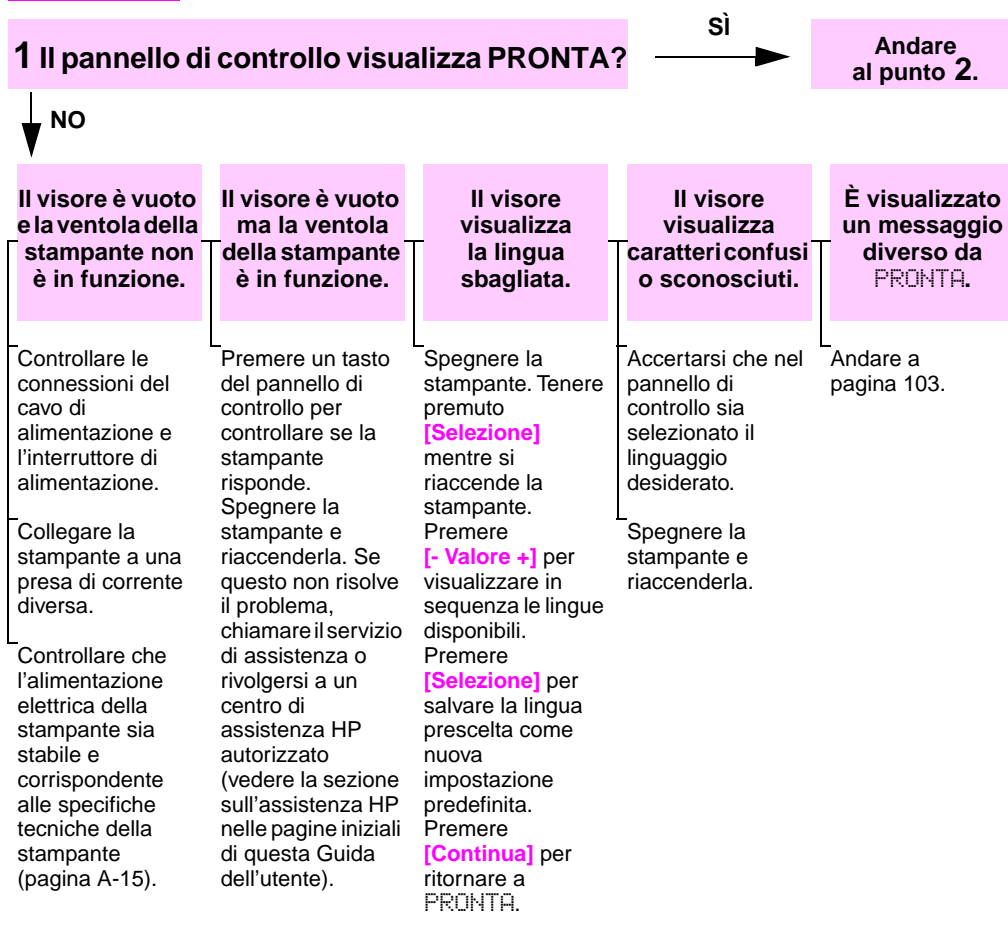 1 Il pannello di controllo visualizza PRONTA?
SÌ
Andare
al punto 2.
NO
Il visore è vuoto
e la ventola della
stampante non
è in funzione.
Controllare le
connessioni del
cavo di
alimentazione e
l'interruttore di
alimentazione.
Collegare la
stampante a una
presa di corrente
diversa.
Controllare che
l'alimentazione
elettrica della
stampante sia
stabile e
corrispondente
alle specifiche
tecniche della
stampante
(pagina A-15).
Il visore è vuoto
ma la ventola
della stampante
è in funzione.
Premere un tasto
del pannello di
controllo per
controllare se la
stampante
risponde.
Spegnere la
stampante e
riaccenderla. Se
questo non risolve
il problema,
chiamare il servizio
di assistenza o
rivolgersi a un
centro di
assistenza HP
autorizzato
(vedere la sezione
sull'assistenza HP
nelle pagine iniziali
di questa Guida
dell'utente).
Il visore
visualizza
la lingua
sbagliata.
Spegnere la
stampante. Tenere
premuto
[Selezione]
mentre si
riaccende la
stampante.
Premere
[- Valore +] per
visualizzare in
sequenza le lingue
disponibili.
Premere
[Selezione] per
salvare la lingua
prescelta come
nuova
impostazione
predefinita.
Premere
[Continua] per
ritornare a
PRONTA.
Il visore
visualizza
caratteri confusi
o sconosciuti.
Accertarsi che nel
pannello di
controllo sia
selezionato il
linguaggio
desiderato.
Spegnere la
stampante e
riaccenderla.
È visualizzato
un messaggio
diverso da
PRONTA.
Andare a
pagina 103.